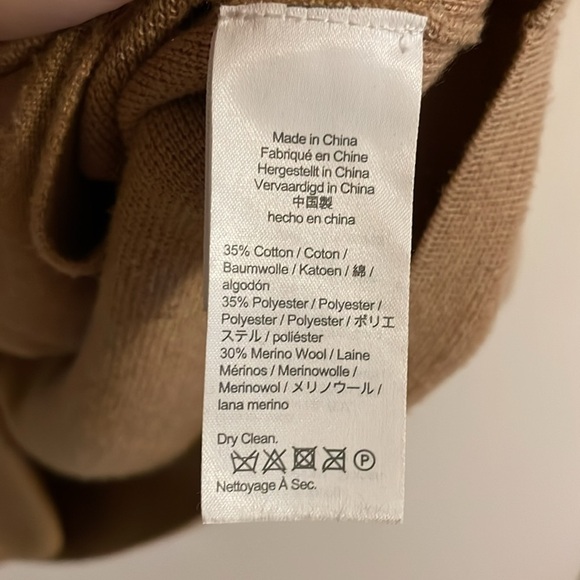 Made in China
Fabriqué en Chine
Hergestellt in China
Vervaardigd in China
中国製
hecho en china
35% Cotton / Coton /
Baumwolle / Katoen / 綿 /
algodón
35% Polyester / Polyester /
Polyester / Polyester / ポリエ
ステル / poliéster
30% Merino Wool / Laine
Mérinos / Merinowolle /
Merinowol / メリノウール /
lana merino
Dry Clean.
P
Nettoyage À Sec.